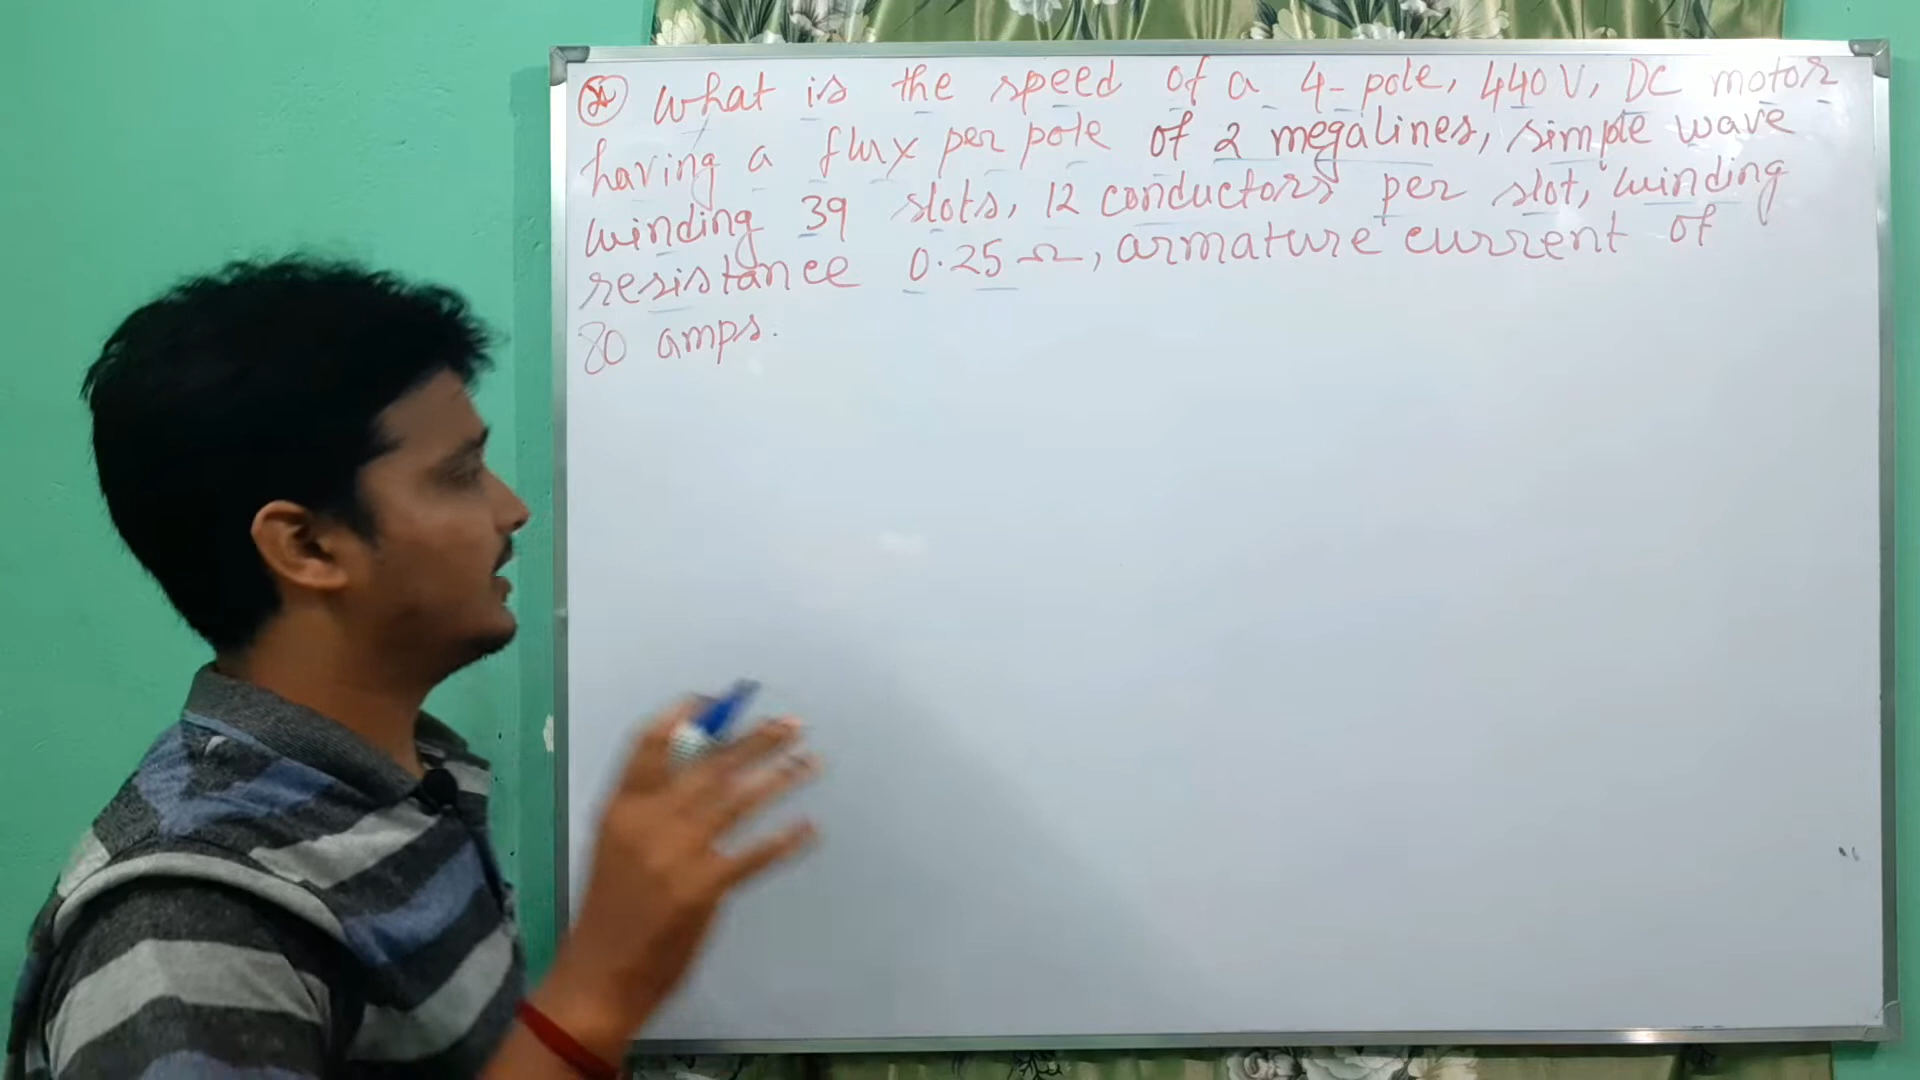 What is the speed of a 4-pole, 440V, DC motor
having a flux per pole of 2 megalines, simple wave
winding 39 slots, 12 conductors per slot, winding
resistance 0.25 Ω, armature current of
80 amps.